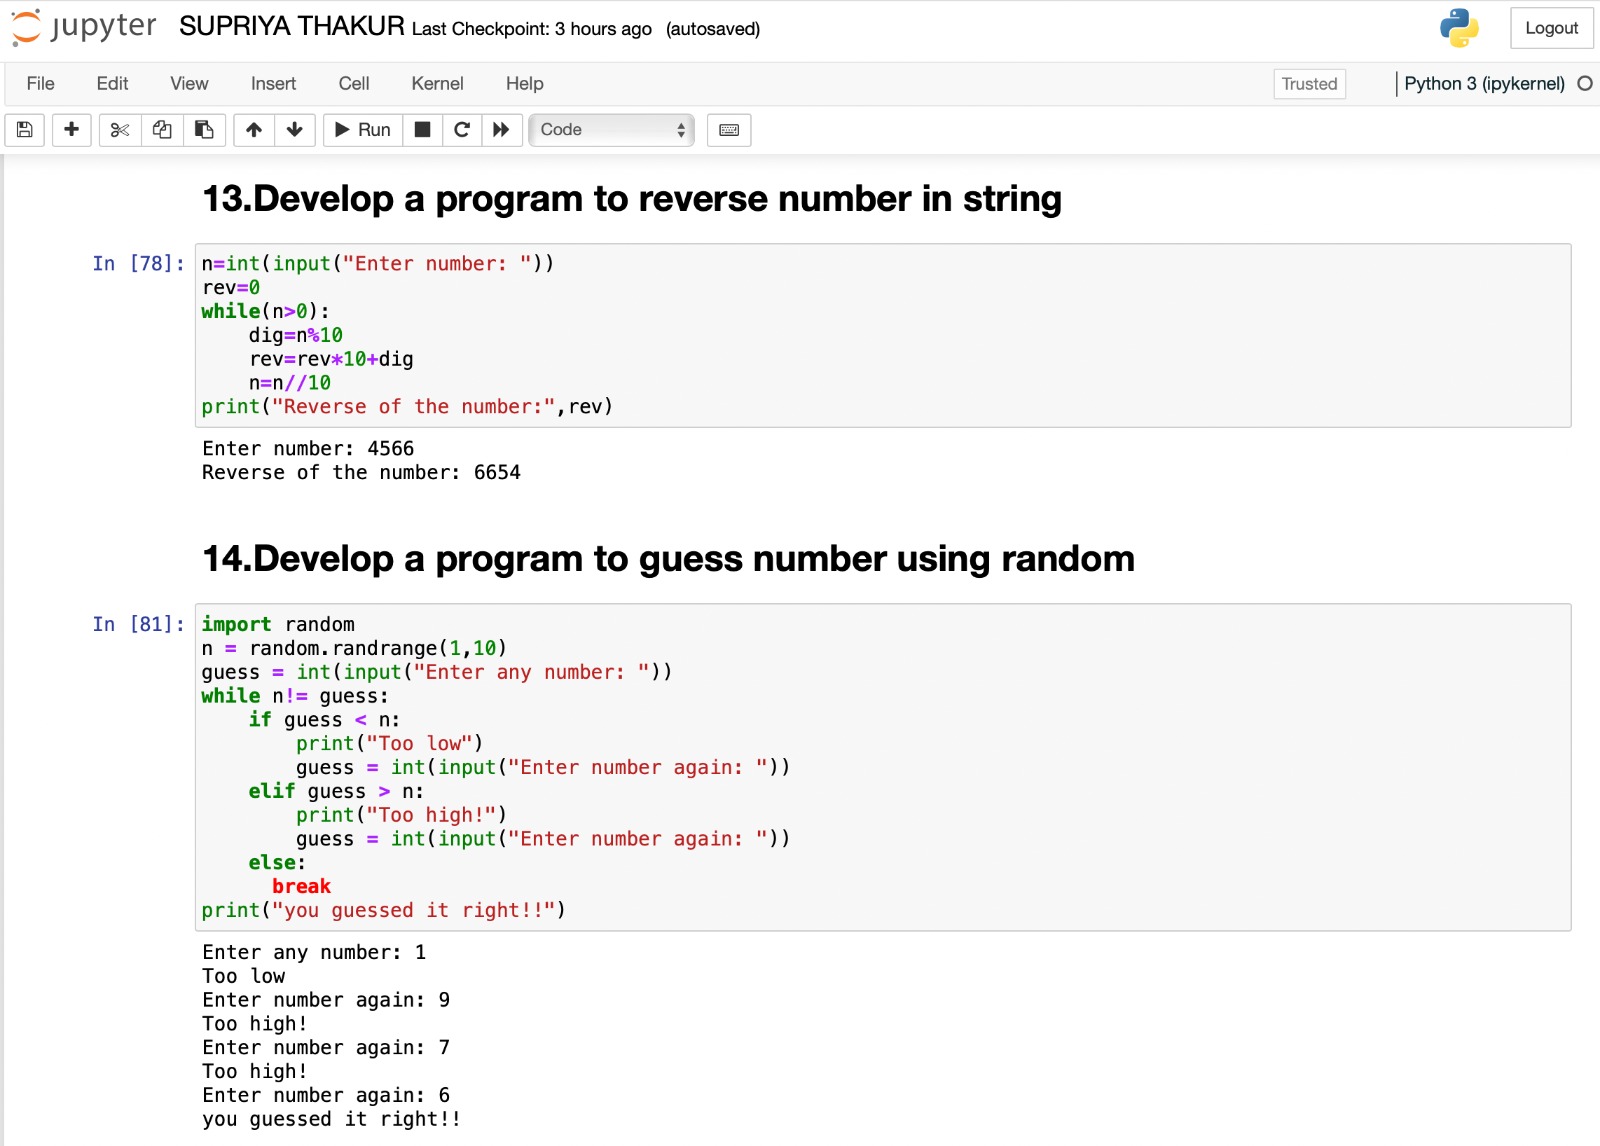 jupyter SUPRIYA THAKUR Last Checkpoint: 3 hours ago (autosaved) Logout
File Edit View Insert Cell Kernel Help Trusted Python 3 (ipykernel)
Run Code
13.Develop a program to reverse number in string
In [78]: n=int(input("Enter number: "))
rev=0
while(n>0):
    dig=n%10
    rev=rev*10+dig
    n=n//10
print("Reverse of the number:",rev)
Enter number: 4566
Reverse of the number: 6654
14.Develop a program to guess number using random
In [81]: import random
n = random.randrange(1,10)
guess = int(input("Enter any number: "))
while n!= guess:
    if guess < n:
        print("Too low")
        guess = int(input("Enter number again: "))
    elif guess > n:
        print("Too high!")
        guess = int(input("Enter number again: "))
    else:
      break
print("you guessed it right!!")
Enter any number: 1
Too low
Enter number again: 9
Too high!
Enter number again: 7
Too high!
Enter number again: 6
you guessed it right!!